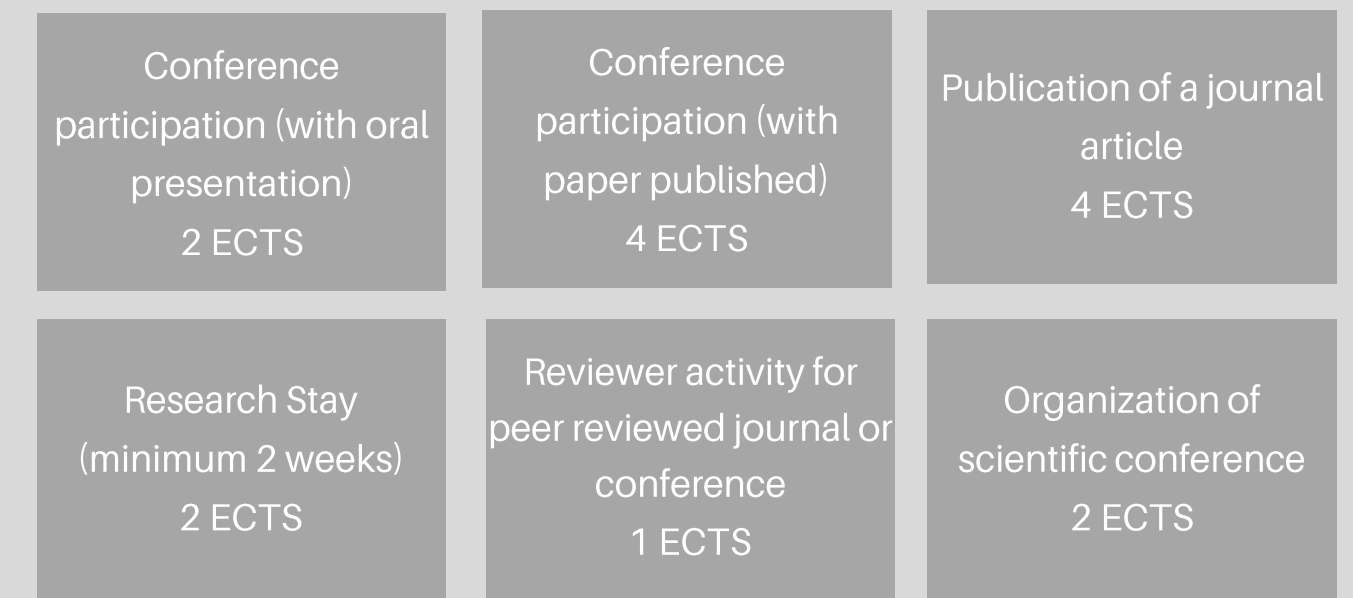 Conference
participation (with oral
presentation)
2 ECTS
Conference
participation (with
paper published)
4 ECTS
Publication of a journal
article
4 ECTS
Research Stay
(minimum 2 weeks)
2 ECTS
Reviewer activity for
peer reviewed journal or
conference
1 ECTS
Organization of
scientific conference
2 ECTS